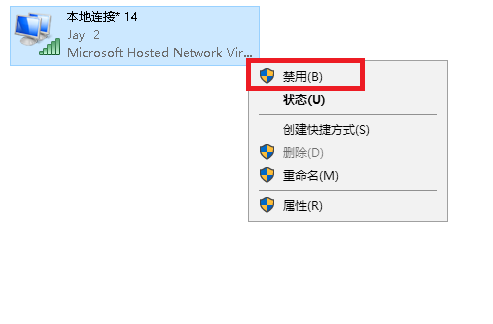 本地连接* 14
Jay 2
Microsoft Hosted Network Vir...
禁用(B)
状态(U)
创建快捷方式(S)
删除(D)
重命名(M)
属性(R)